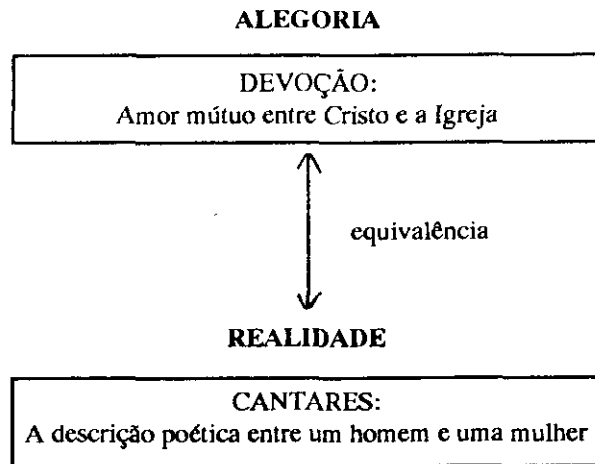 ALEGORIA
DEVOÇÃO:
Amor mútuo entre Cristo e a Igreja
equivalência
REALIDADE
CANTARES:
A descrição poética entre um homem e uma mulher